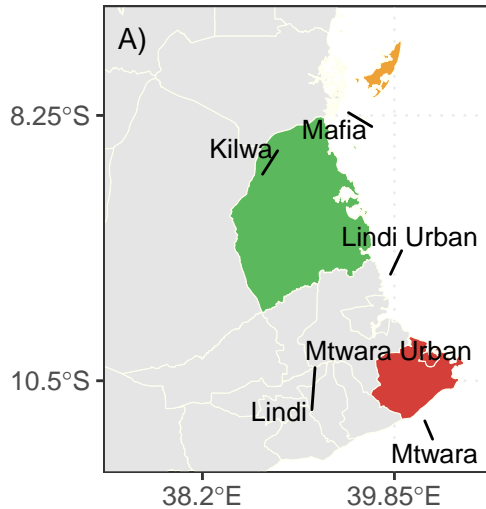 A)
8.25°S
Mafia
Kilwa
Lindi Urban
Mtwara Urban
10.5°S
Lindi
Mtwara
38.2°E
39.85°E